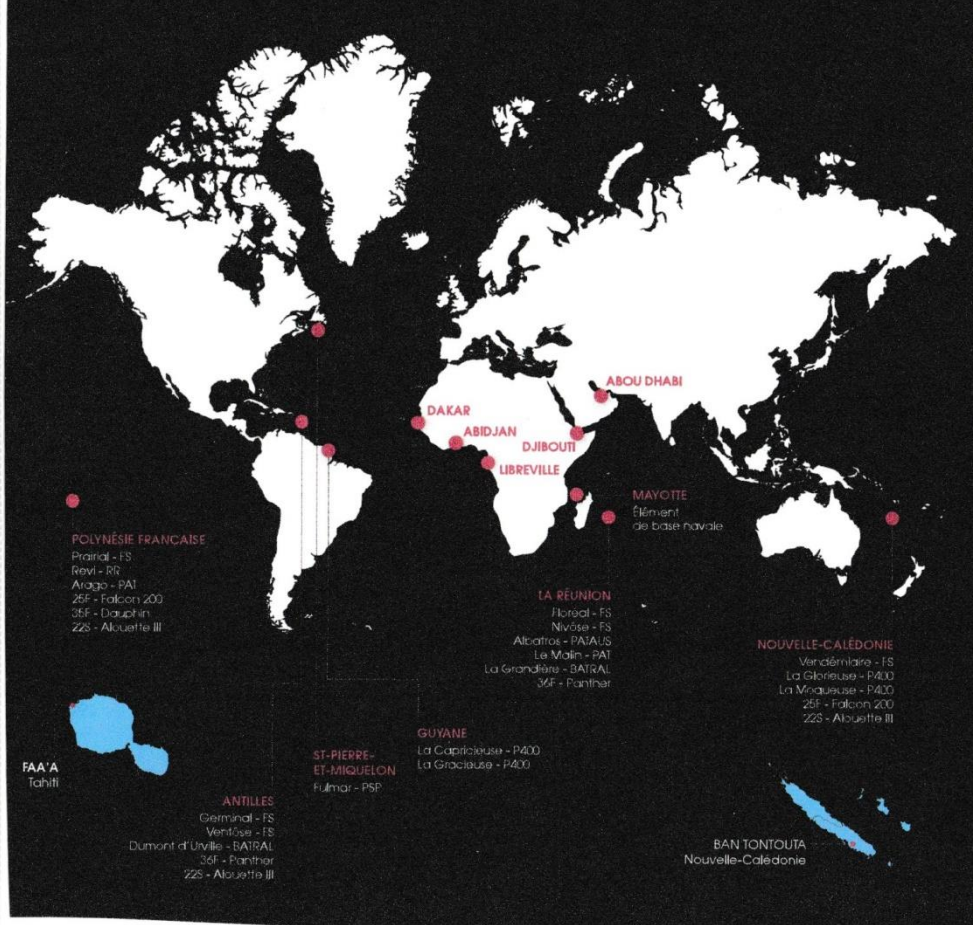 ABOU DHABI
DAKAR
ABIDJAN
DJIBOUTI
LIBREVILLE
MAYOTTE
Élément
de base navale
POLYNÉSIE FRANÇAISE
Prairial - FS
Revi - RR
Arago - PAT
25F - Falcon 200
35F - Dauphin
22S - Alouette III
LA RÉUNION
Floréal - FS
Nivôse - FS
Albatros - PATAUS
Le Malin - PAT
La Grandière - BATRAL
36F - Panther
NOUVELLE-CALÉDONIE
Vendémiaire - FS
La Glorieuse - P400
La Moqueuse - P400
25F - Falcon 200
22S - Alouette III
FAA'A
Tahiti
GUYANE
La Capricieuse - P400
La Gracieuse - P400
ST-PIERRE-
ET-MIQUELON
Fulmar - PSP
ANTILLES
Germinal - FS
Ventôse - FS
Dumont d'Urville - BATRAL
36F - Panther
22S - Alouette III
BAN TONTOUTA
Nouvelle-Calédonie